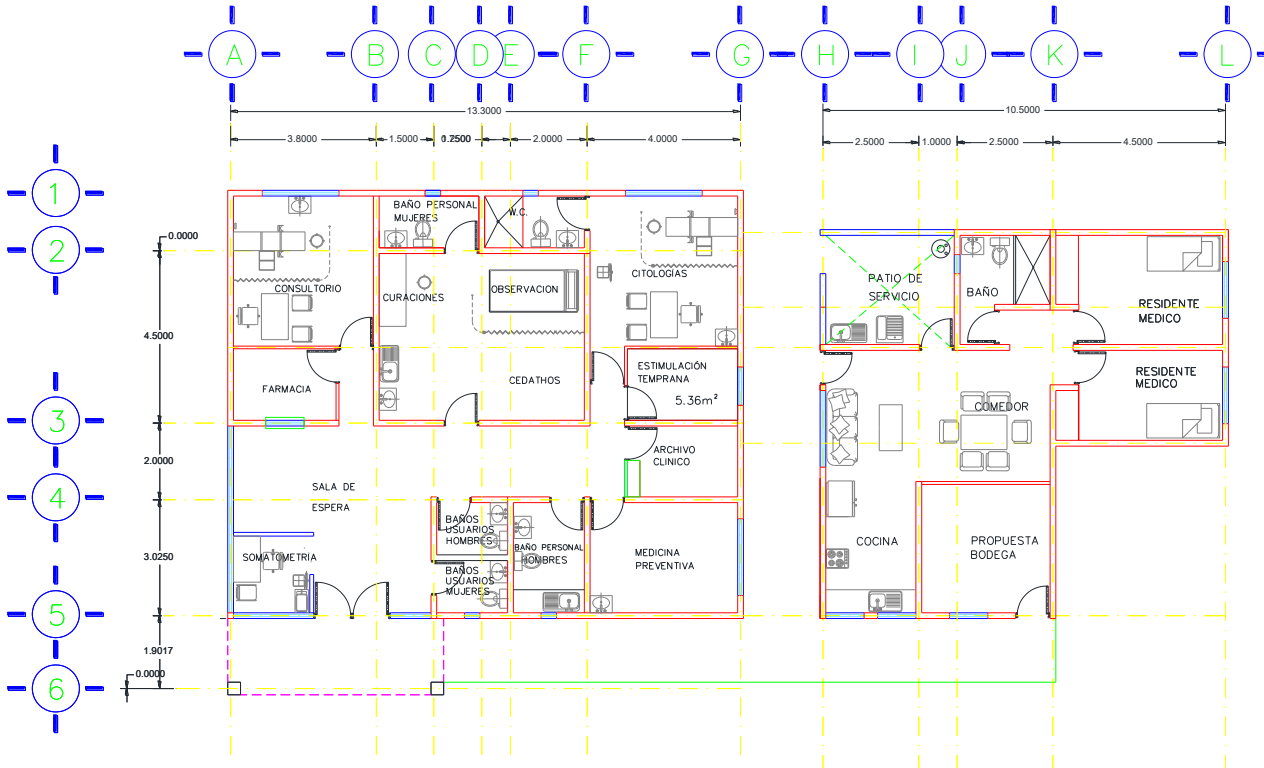 A B C D E F G H I J K L
13.3000
10.5000
3.8000 1.5000 2.0000 4.0000
2.5000 1.0000 2.5000 4.5000
1
2
3
4
5
6
0.0000
4.5000
2.0000
3.0250
1.9017
0.0000
BAÑO PERSONAL
MUJERES
W.C.
CONSULTORIO
CURACIONES
OBSERVACION
CITOLOGÍAS
FARMACIA
CEDATHOS
ESTIMULACIÓN
TEMPRANA
5.36m²
ARCHIVO
CLINICO
SALA DE
ESPERA
SOMATOMETRIA
BAÑOS
USUARIOS
HOMBRES
BAÑOS
USUARIOS
MUJERES
BAÑO PERSONAL
HOMBRES
MEDICINA
PREVENTIVA
PATIO DE
SERVICIO
BAÑO
RESIDENTE
MEDICO
RESIDENTE
MEDICO
COMEDOR
COCINA
PROPUESTA
BODEGA